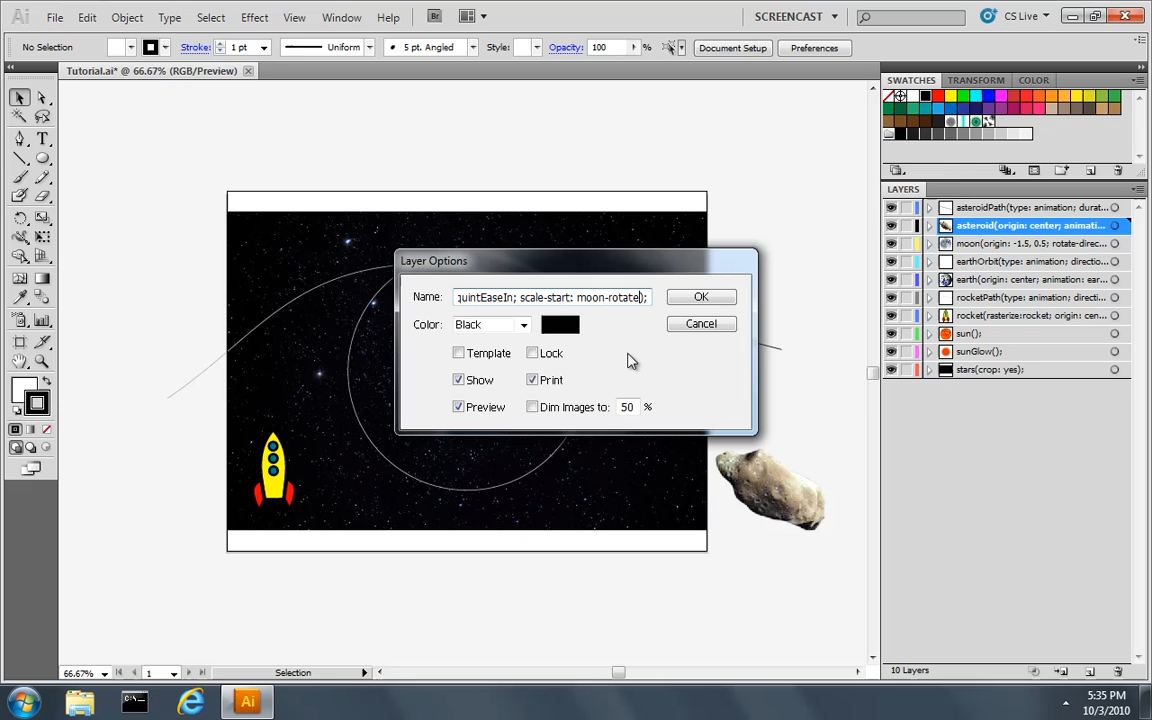 Ai File Edit Object Type Select Effect View Window Help Br SCREENCAST CS Live
No Selection Stroke: 1 pt Uniform 5 pt. Angled Style: Opacity: 100 % Document Setup Preferences
Tutorial.ai* @ 66.67% (RGB/Preview)
SWATCHES TRANSFORM COLOR
LAYERS
asteroidPath(type: animation; durat...
asteroid(origin: center; animati...
moon(origin: -1.5, 0.5; rotate-direc...
earthOrbit(type: animation; directio...
earth(origin: center; animation: ear...
rocketPath(type: animation; directi...
rocket(rasterize:rocket; origin: cen...
sun();
sunGlow();
stars(crop: yes);
Layer Options
Name: quintEaseIn; scale-start: moon-rotate); OK
Color: Black Cancel
Template Lock
Show Print
Preview Dim Images to: 50 %
66.67% 1 Selection
10 Layers
Ai
5:35 PM
10/3/2010